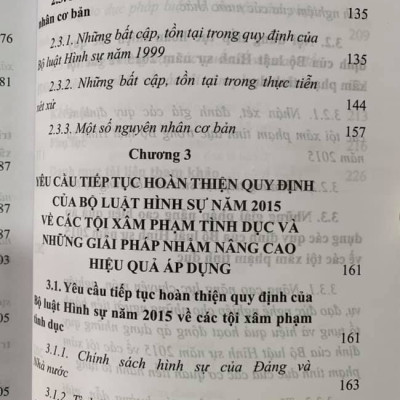 nhân cơ bản 135
2.3.1. Những bất cập, tồn tại trong quy định của
Bộ luật Hình sự năm 1999 135
2.3.2. Những bất cập, tồn tại trong thực tiễn
xét xử 144
2.3.3. Một số nguyên nhân cơ bản 157
Chương 3
YÊU CẦU TIẾP TỤC HOÀN THIỆN QUY ĐỊNH
CỦA BỘ LUẬT HÌNH SỰ NĂM 2015
VỀ CÁC TỘI XÂM PHẠM TÌNH DỤC VÀ
NHỮNG GIẢI PHÁP NHẰM NÂNG CAO
HIỆU QUẢ ÁP DỤNG 161
3.1. Yêu cầu tiếp tục hoàn thiện quy định của
Bộ luật Hình sự năm 2015 về các tội xâm phạm
tình dục 161
3.1.1. Chính sách hình sự của Đảng và
Nhà nước 163
3.1.2